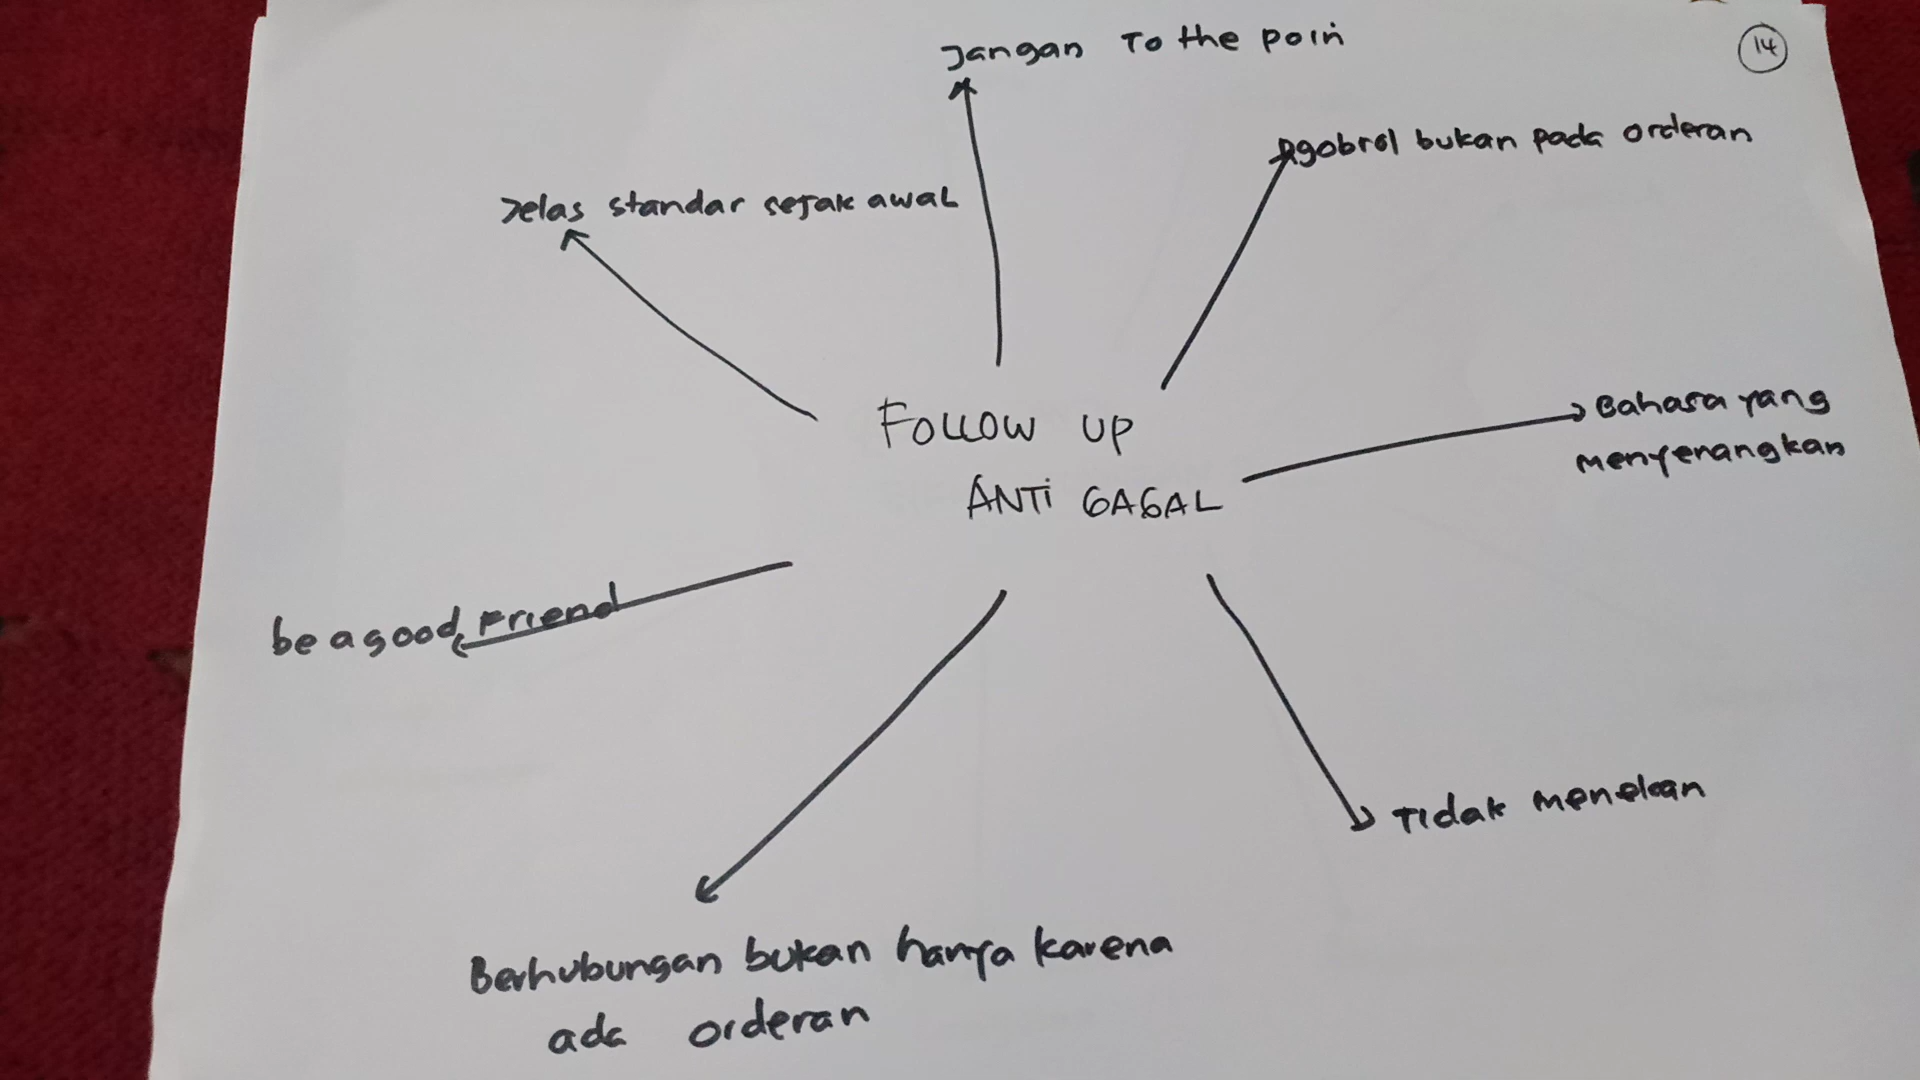 Jangan To the poin
14
Ngobrol bukan pada orderan
Jelas standar sejak awal
FOLLOW UP
ANTI GAGAL
Bahasa yang
menyenangkan
be a good Friend
Tidak menekan
Berhubungan bukan hanya karena
ada orderan